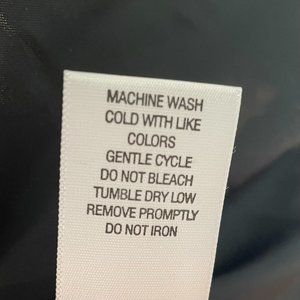 MACHINE WASH
COLD WITH LIKE
COLORS
GENTLE CYCLE
DO NOT BLEACH
TUMBLE DRY LOW
REMOVE PROMPTLY
DO NOT IRON